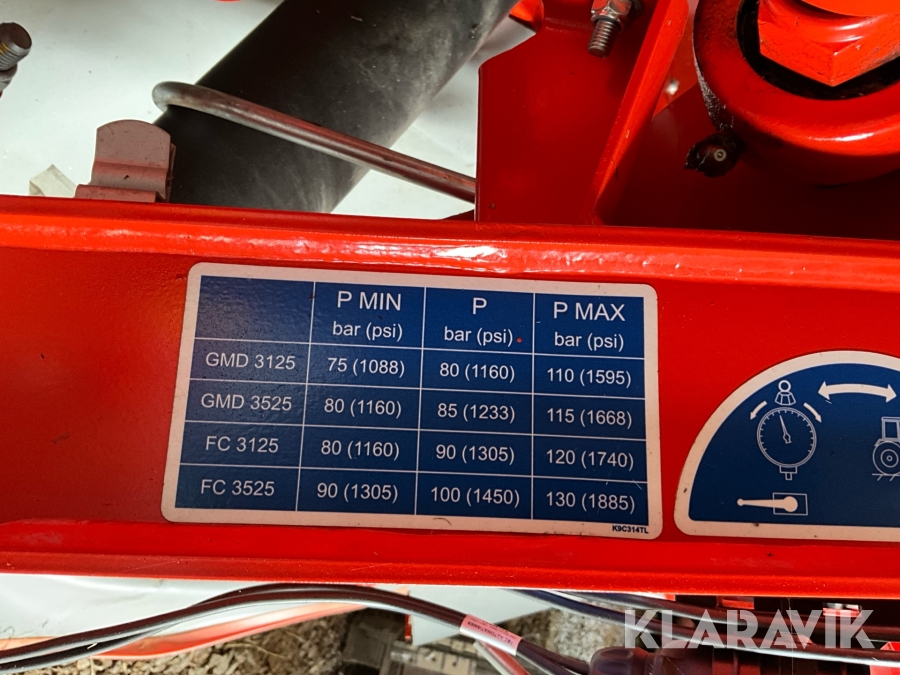 P MIN P P MAX
bar (psi) bar (psi) bar (psi)
GMD 3125 75 (1088) 80 (1160) 110 (1595)
GMD 3525 80 (1160) 85 (1233) 115 (1668)
FC 3125 80 (1160) 90 (1305) 120 (1740)
FC 3525 90 (1305) 100 (1450) 130 (1885)
K9C314TL
KLARAVIK